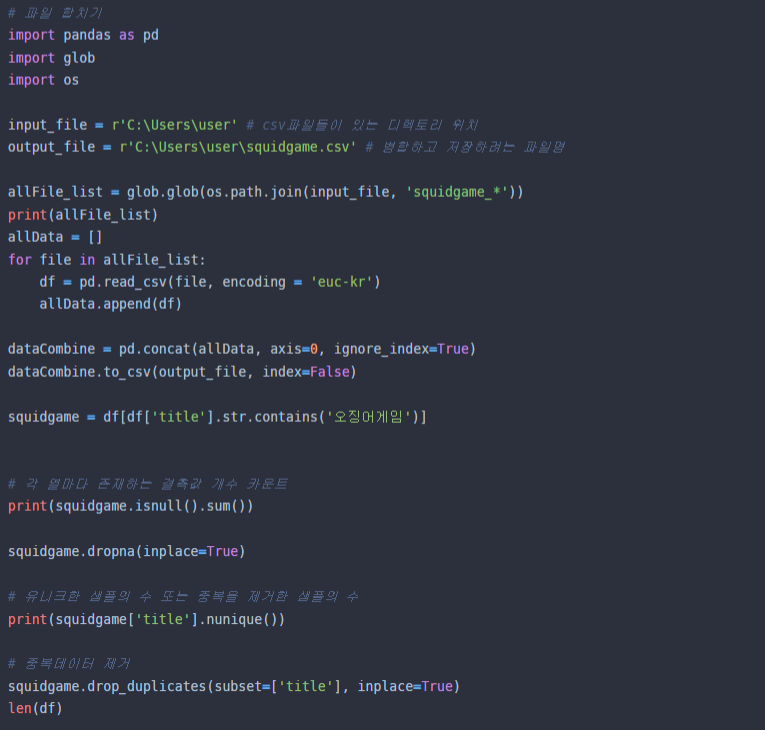 # 파일 합치기
import pandas as pd
import glob
import os
input_file = r'C:\Users\user' # csv파일들이 있는 디렉토리 위치
output_file = r'C:\Users\user\squidgame.csv' # 병합하고 저장하려는 파일명
allFile_list = glob.glob(os.path.join(input_file, 'squidgame_*'))
print(allFile_list)
allData = []
for file in allFile_list:
    df = pd.read_csv(file, encoding = 'euc-kr')
    allData.append(df)
dataCombine = pd.concat(allData, axis=0, ignore_index=True)
dataCombine.to_csv(output_file, index=False)
squidgame = df[df['title'].str.contains('오징어게임')]
# 각 열마다 존재하는 결측값 개수 카운트
print(squidgame.isnull().sum())
squidgame.dropna(inplace=True)
# 유니크한 샘플의 수 또는 중복을 제거한 샘플의 수
print(squidgame['title'].nunique())
# 중복데이터 제거
squidgame.drop_duplicates(subset=['title'], inplace=True)
len(df)